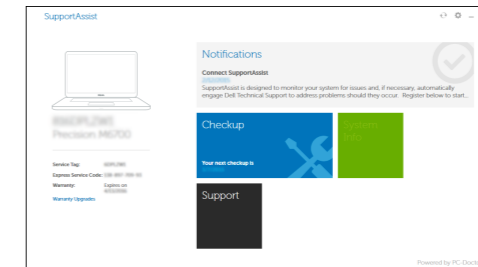 SupportAssist
Notifications
Connect SupportAssist
SupportAssist is designed to monitor your system for issues and, if necessary, automatically
engage Dell Technical Support to address problems should they occur. Register below to start...
Precision M6700
Service Tag:
Express Service Code:
Warranty: Expires on
Warranty Upgrades
Checkup
Your next checkup is
System
Info
Support
Powered by PC-Doctor